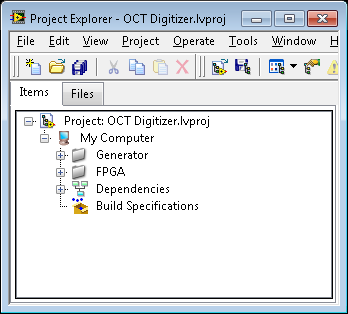 Project Explorer - OCT Digitizer.lvproj
File Edit View Project Operate Tools Window H
Items Files
Project: OCT Digitizer.lvproj
My Computer
Generator
FPGA
Dependencies
Build Specifications